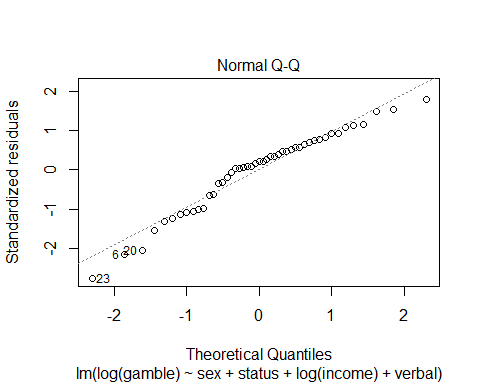 Normal Q-Q
Standardized residuals
2
1
0
-1
-2
6
20
23
-2 -1 0 1 2
Theoretical Quantiles
lm(log(gamble) ~ sex + status + log(income) + verbal)